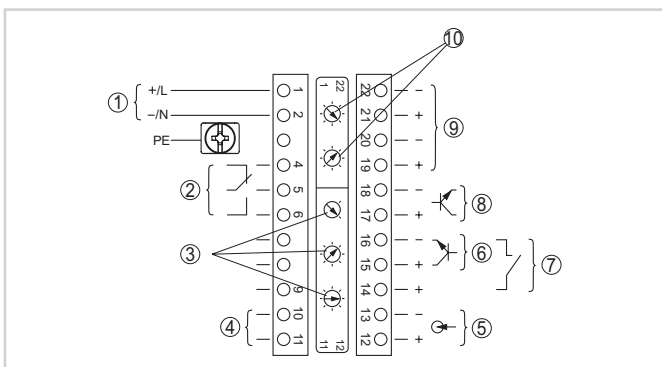 ⑩
① +/L 1 1 22 22 −
−/N 2 21 + ⑨
PE 20 −
4 19 +
② 5 18 − ⑧
6 17 +
16 − ⑥
③ 15 + ⑦
9 14 +
④ 10 13 − ⑤
11 11 12 12 +